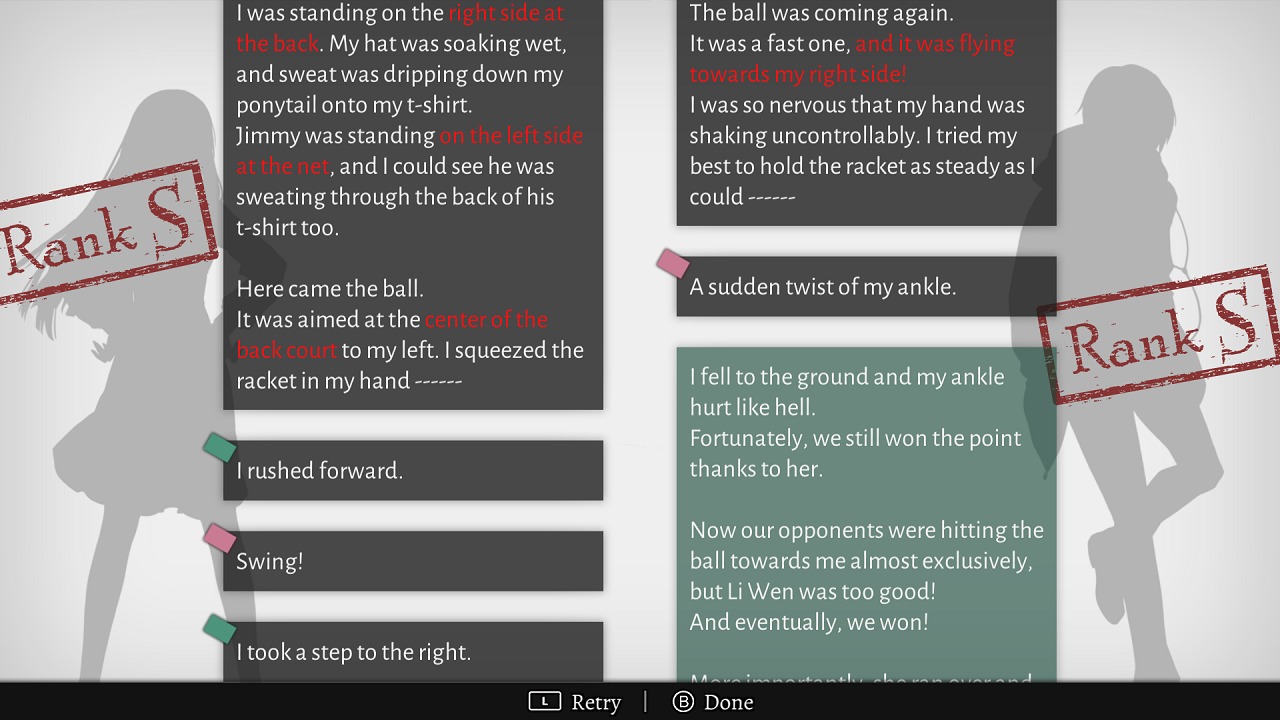 I was standing on the right side at
the back. My hat was soaking wet,
and sweat was dripping down my
ponytail onto my t-shirt.
Jimmy was standing on the left side
at the net, and I could see he was
sweating through the back of his
t-shirt too.
Here came the ball.
It was aimed at the center of the
back court to my left. I squeezed the
racket in my hand ------
I rushed forward.
Swing!
I took a step to the right.
Rank S
The ball was coming again.
It was a fast one, and it was flying
towards my right side!
I was so nervous that my hand was
shaking uncontrollably. I tried my
best to hold the racket as steady as I
could ------
A sudden twist of my ankle.
I fell to the ground and my ankle
hurt like hell.
Fortunately, we still won the point
thanks to her.
Now our opponents were hitting the
ball towards me almost exclusively,
but Li Wen was too good!
And eventually, we won!
More importantly, she ran over and
Rank S
L Retry | B Done